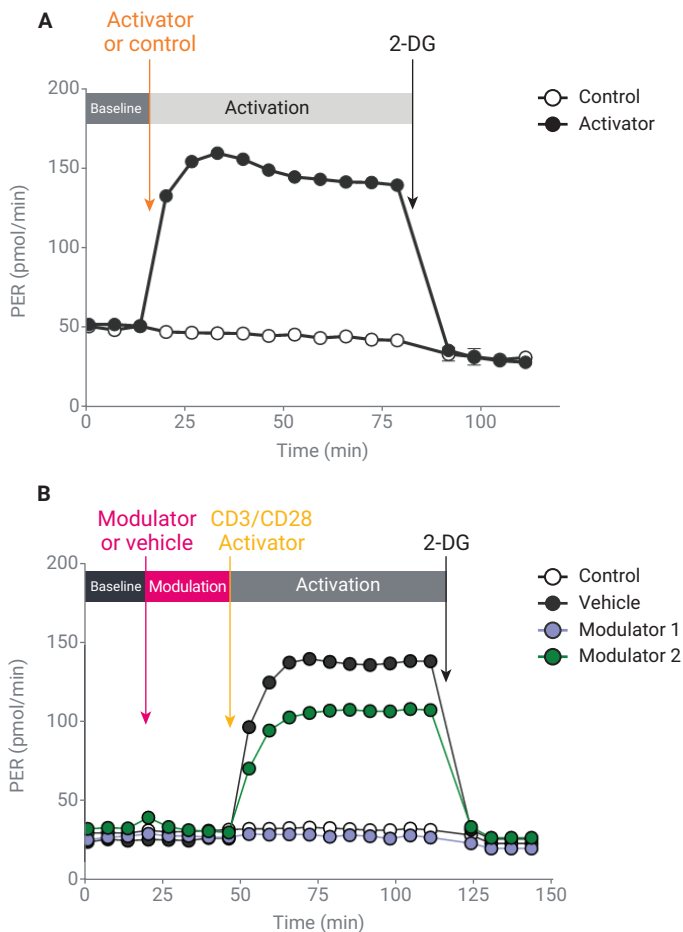 A
Activator
or control
2-DG
200
150
100
50
0
Baseline
Activation
Control
Activator
PER (pmol/min)
0
25
50
75
100
Time (min)
B
Modulator
or vehicle
CD3/CD28
Activator
2-DG
200
150
100
50
0
Baseline
Modulation
Activation
Control
Vehicle
Modulator 1
Modulator 2
PER (pmol/min)
0
25
50
75
100
125
150
Time (min)